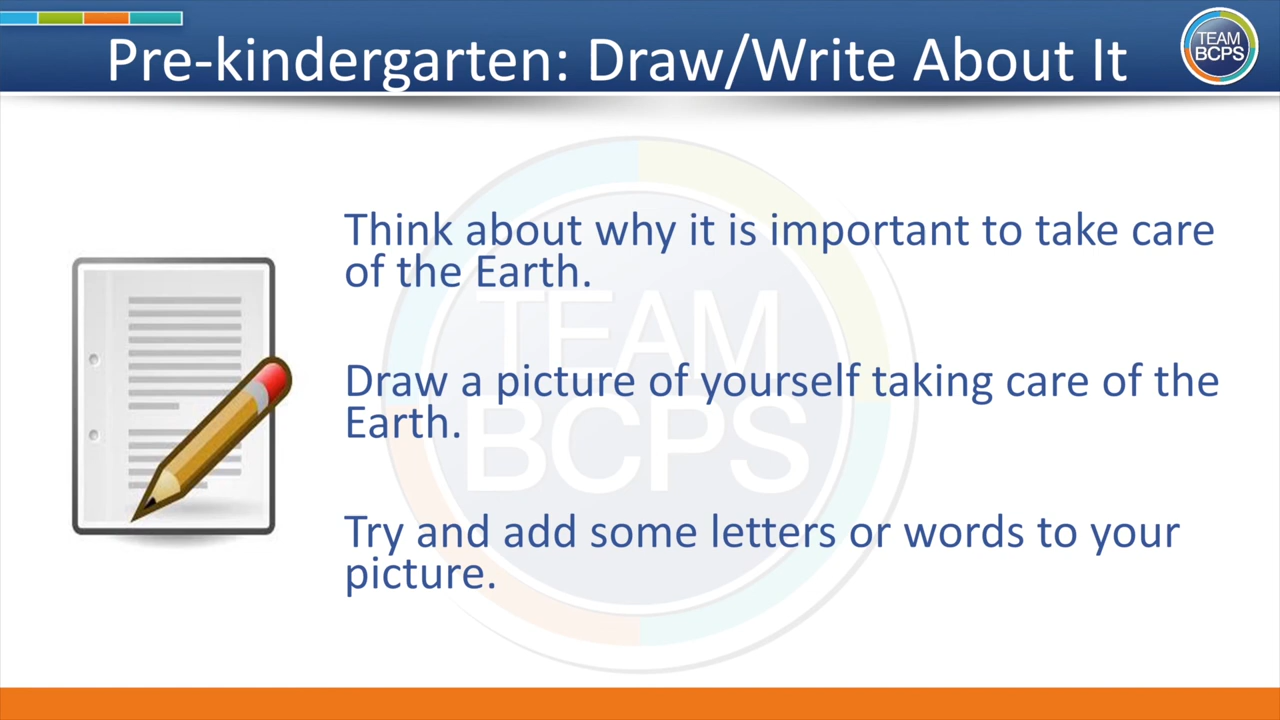 Pre-kindergarten: Draw/Write About It
TEAM
BCPS
Think about why it is important to take care
of the Earth.
Draw a picture of yourself taking care of the
Earth.
Try and add some letters or words to your
picture.
TEAM
BCPS